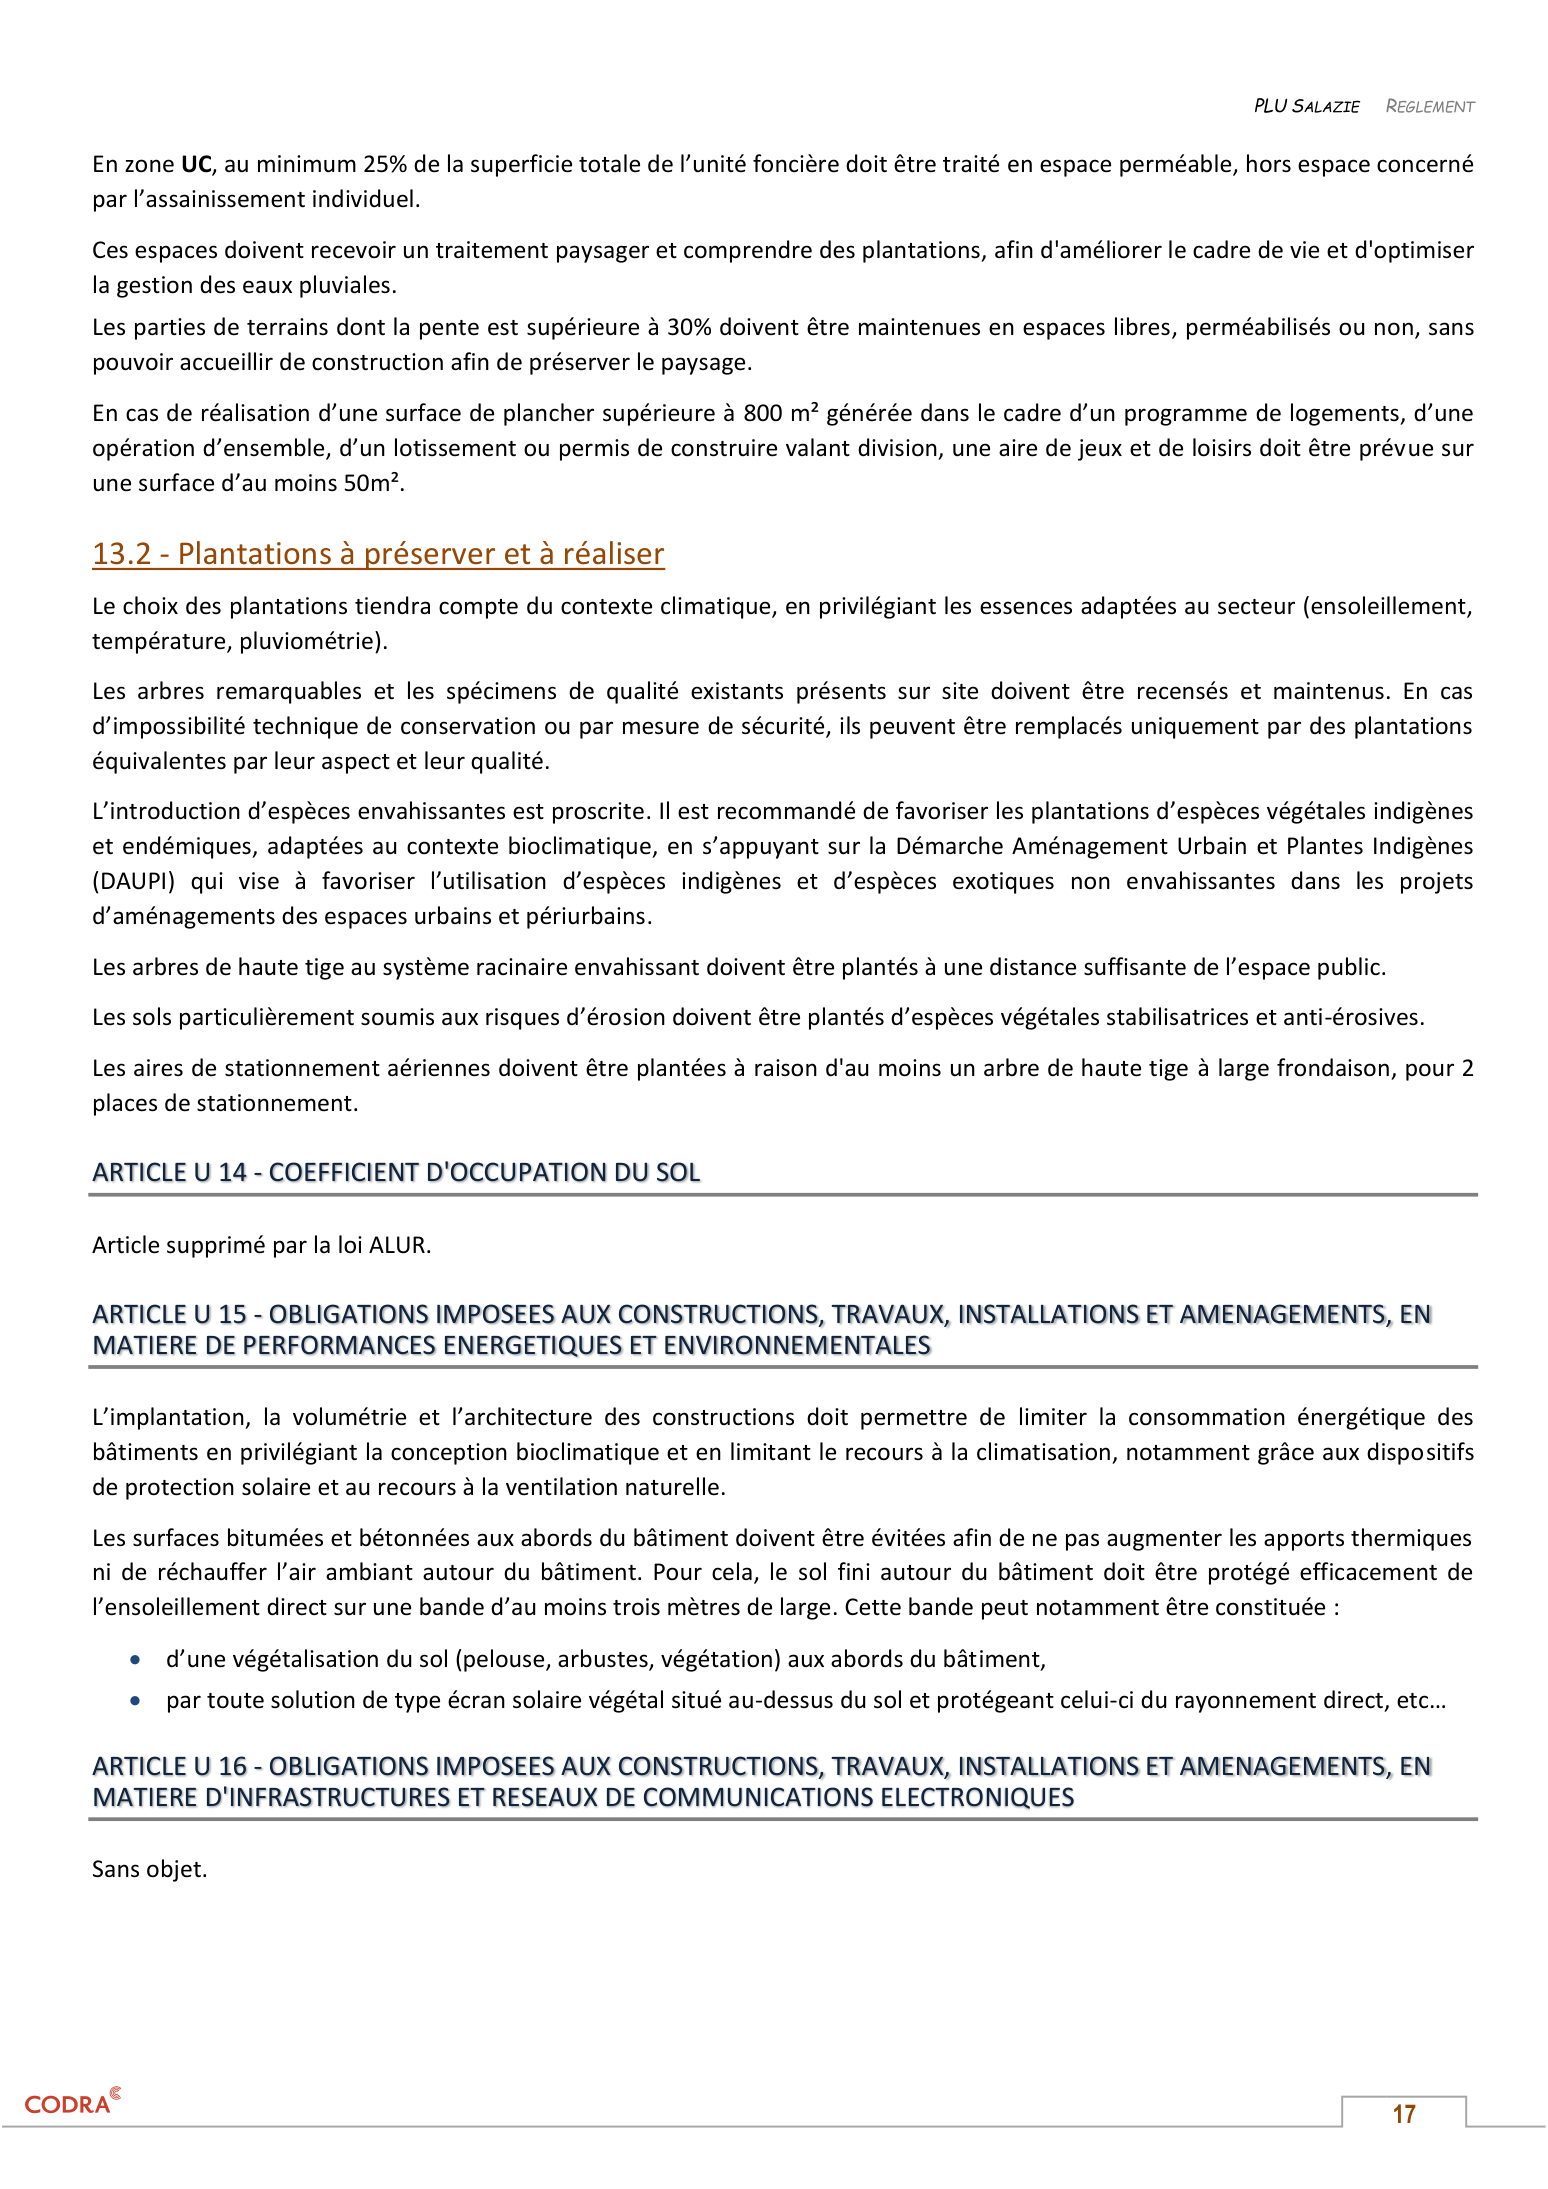 PLU SALAZIE REGLEMENT
En zone UC, au minimum 25% de la superficie totale de l’unité foncière doit être traité en espace perméable, hors espace concerné
par l’assainissement individuel.
Ces espaces doivent recevoir un traitement paysager et comprendre des plantations, afin d'améliorer le cadre de vie et d'optimiser
la gestion des eaux pluviales.
Les parties de terrains dont la pente est supérieure à 30% doivent être maintenues en espaces libres, perméabilisés ou non, sans
pouvoir accueillir de construction afin de préserver le paysage.
En cas de réalisation d’une surface de plancher supérieure à 800 m² générée dans le cadre d’un programme de logements, d’une
opération d’ensemble, d’un lotissement ou permis de construire valant division, une aire de jeux et de loisirs doit être prévue sur
une surface d’au moins 50m².
13.2 - Plantations à préserver et à réaliser
Le choix des plantations tiendra compte du contexte climatique, en privilégiant les essences adaptées au secteur (ensoleillement,
température, pluviométrie).
Les arbres remarquables et les spécimens de qualité existants présents sur site doivent être recensés et maintenus. En cas
d’impossibilité technique de conservation ou par mesure de sécurité, ils peuvent être remplacés uniquement par des plantations
équivalentes par leur aspect et leur qualité.
L’introduction d’espèces envahissantes est proscrite. Il est recommandé de favoriser les plantations d’espèces végétales indigènes
et endémiques, adaptées au contexte bioclimatique, en s’appuyant sur la Démarche Aménagement Urbain et Plantes Indigènes
(DAUPI) qui vise à favoriser l’utilisation d’espèces indigènes et d’espèces exotiques non envahissantes dans les projets
d’aménagements des espaces urbains et périurbains.
Les arbres de haute tige au système racinaire envahissant doivent être plantés à une distance suffisante de l’espace public.
Les sols particulièrement soumis aux risques d’érosion doivent être plantés d’espèces végétales stabilisatrices et anti-érosives.
Les aires de stationnement aériennes doivent être plantées à raison d'au moins un arbre de haute tige à large frondaison, pour 2
places de stationnement.
ARTICLE U 14 - COEFFICIENT D'OCCUPATION DU SOL
Article supprimé par la loi ALUR.
ARTICLE U 15 - OBLIGATIONS IMPOSEES AUX CONSTRUCTIONS, TRAVAUX, INSTALLATIONS ET AMENAGEMENTS, EN
MATIERE DE PERFORMANCES ENERGETIQUES ET ENVIRONNEMENTALES
L’implantation, la volumétrie et l’architecture des constructions doit permettre de limiter la consommation énergétique des
bâtiments en privilégiant la conception bioclimatique et en limitant le recours à la climatisation, notamment grâce aux dispositifs
de protection solaire et au recours à la ventilation naturelle.
Les surfaces bitumées et bétonnées aux abords du bâtiment doivent être évitées afin de ne pas augmenter les apports thermiques
ni de réchauffer l’air ambiant autour du bâtiment. Pour cela, le sol fini autour du bâtiment doit être protégé efficacement de
l’ensoleillement direct sur une bande d’au moins trois mètres de large. Cette bande peut notamment être constituée :
• d’une végétalisation du sol (pelouse, arbustes, végétation) aux abords du bâtiment,
• par toute solution de type écran solaire végétal situé au-dessus du sol et protégeant celui-ci du rayonnement direct, etc…
ARTICLE U 16 - OBLIGATIONS IMPOSEES AUX CONSTRUCTIONS, TRAVAUX, INSTALLATIONS ET AMENAGEMENTS, EN
MATIERE D'INFRASTRUCTURES ET RESEAUX DE COMMUNICATIONS ELECTRONIQUES
Sans objet.
CODRA
17